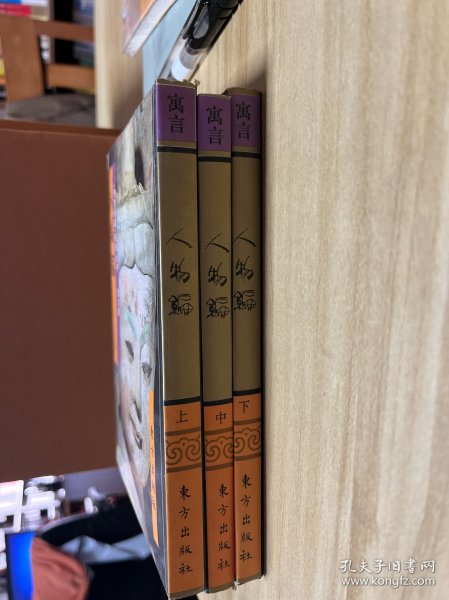 寓言
人物編
上
東方出版社
寓言
人物編
中
東方出版社
寓言
人物編
下
東方出版社
孔夫子旧书网
www.kongfz.com